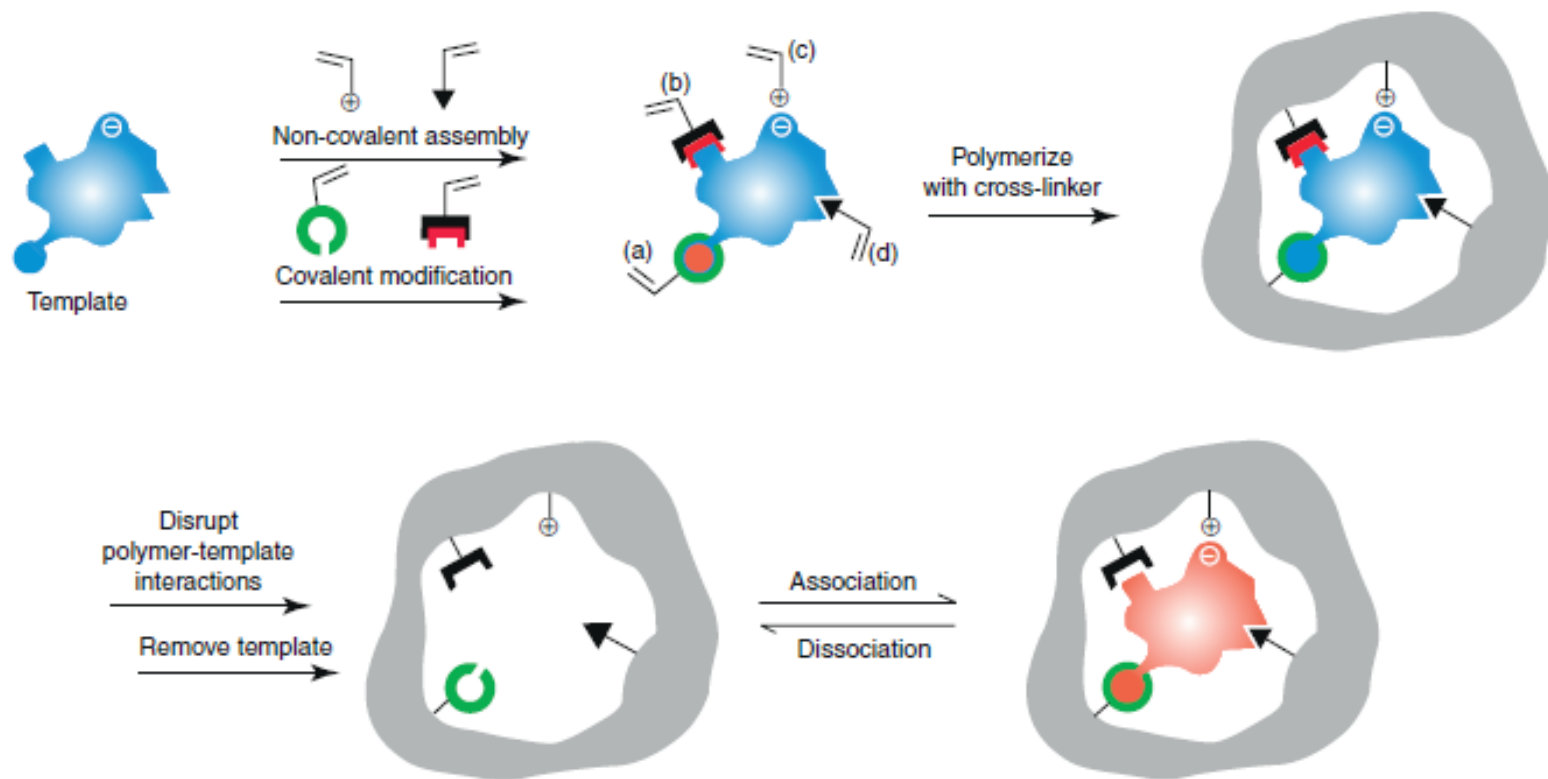 (c)
(b)
⊕
⊕
⊕
⊖
⊖
⊖
Non-covalent assembly
Polymerize
with cross-linker
(a)
(d)
Covalent modification
Template
Disrupt
polymer-template
interactions
⊕
⊕
⊖
Association
Remove template
Dissociation